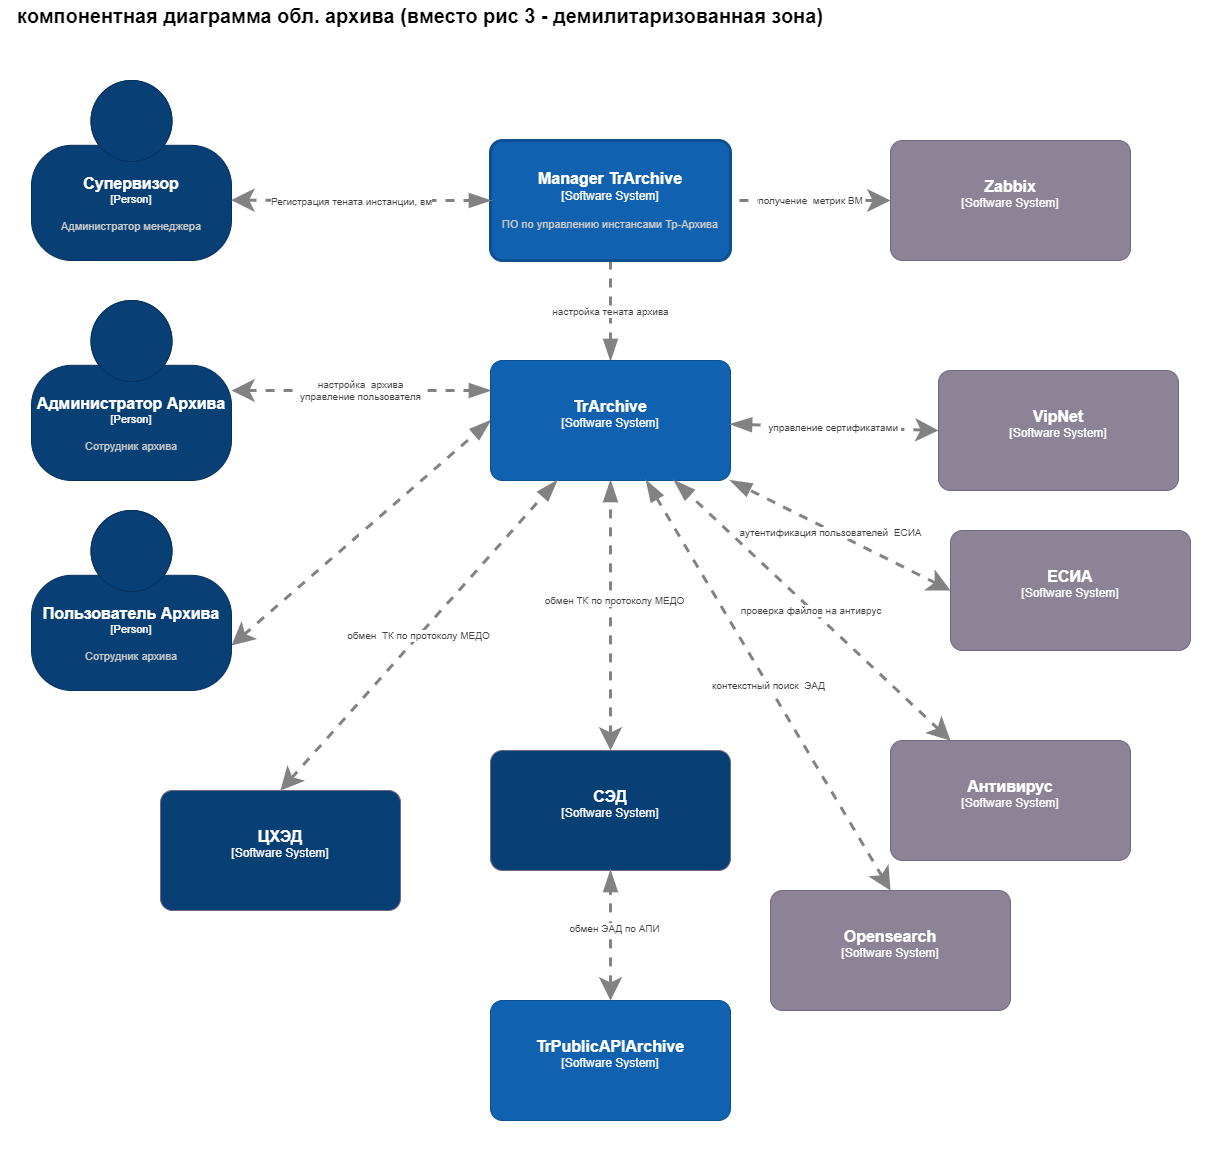 компонентная диаграмма обл. архива (вместо рис 3 - демилитаризованная зона)
Супервизор
[Person]
Администратор менеджера
Регистрация тената инстанции, вм
Manager TrArchive
[Software System]
ПО по управлению инстансами Тр-Архива
получение метрик ВМ
Zabbix
[Software System]
настройка тената архива
Администратор Архива
[Person]
Сотрудник архива
настройка архива
управление пользователя
TrArchive
[Software System]
управление сертификатами
VipNet
[Software System]
аутентификация пользователей ЕСИА
ЕСИА
[Software System]
Пользователь Архива
[Person]
Сотрудник архива
обмен ТК по протоколу МЕДО
обмен ТК по протоколу МЕДО
проверка файлов на антиврус
контекстный поиск ЭАД
ЦХЭД
[Software System]
СЭД
[Software System]
Антивирус
[Software System]
обмен ЭАД по АПИ
Opensearch
[Software System]
TrPublicAPIArchive
[Software System]